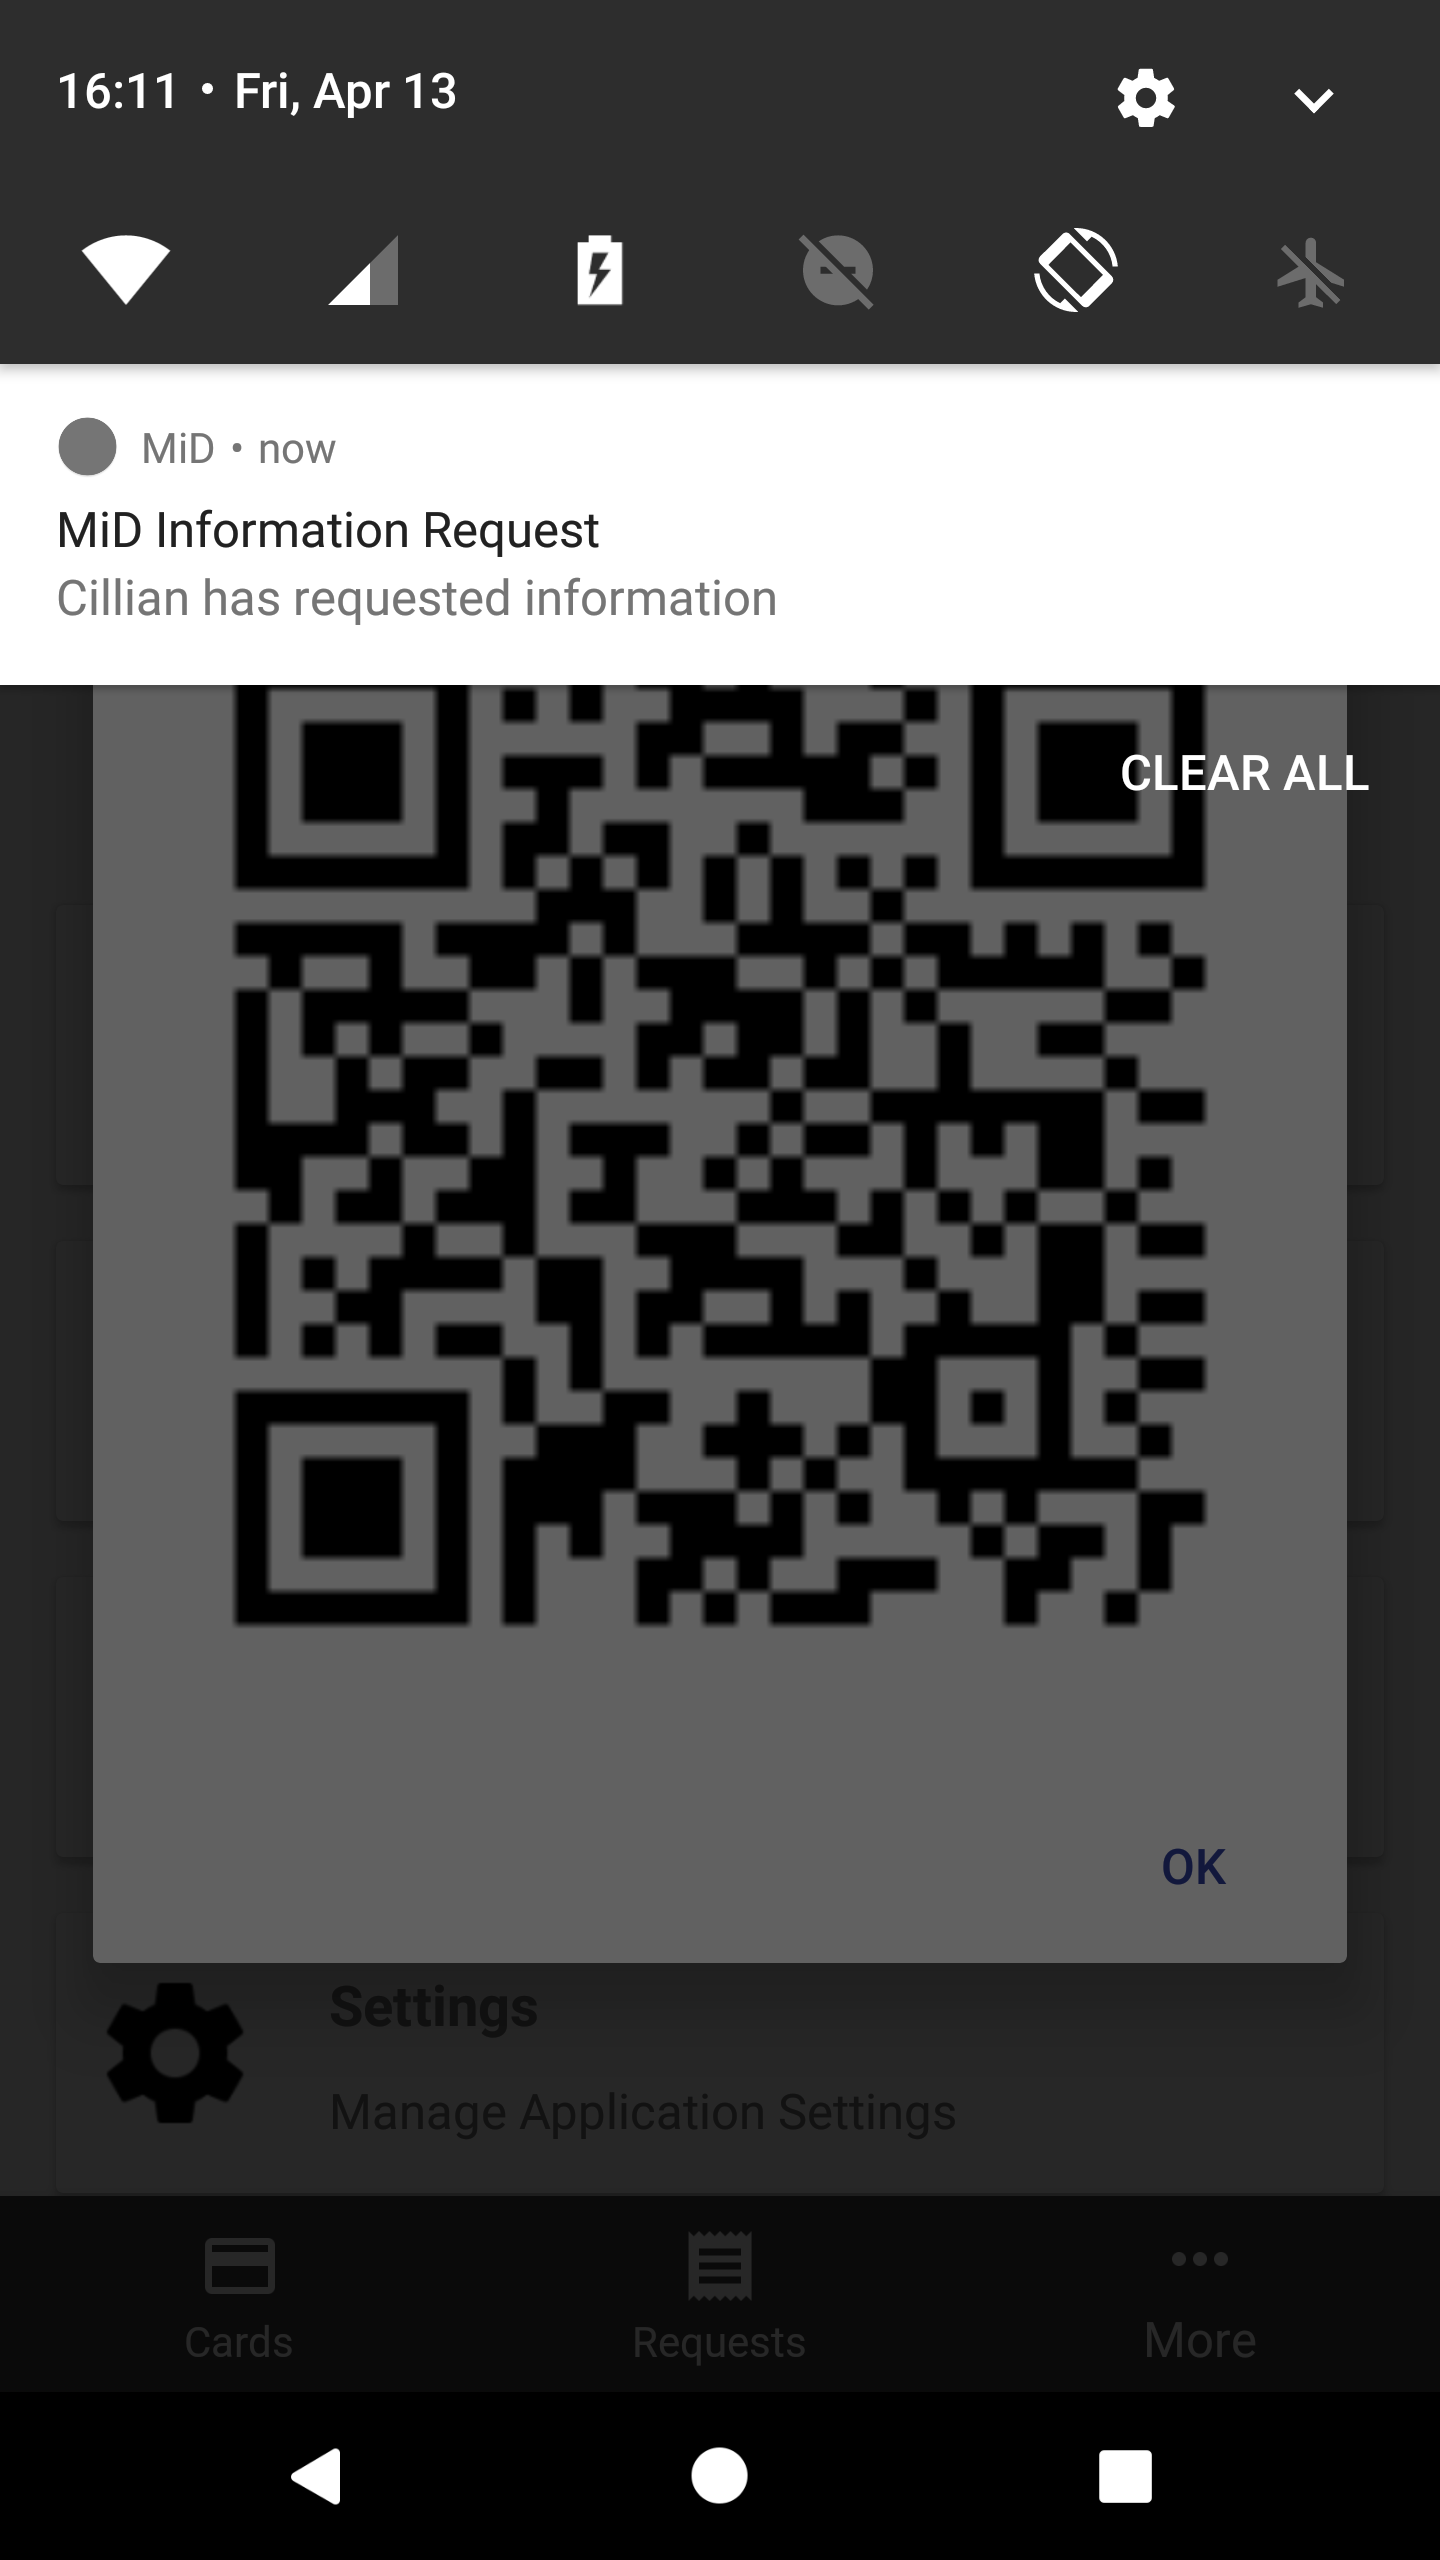 16:11 • Fri, Apr 13
MiD • now
MiD Information Request
Cillian has requested information
CLEAR ALL
OK
Settings
Manage Application Settings
Cards
Requests
More